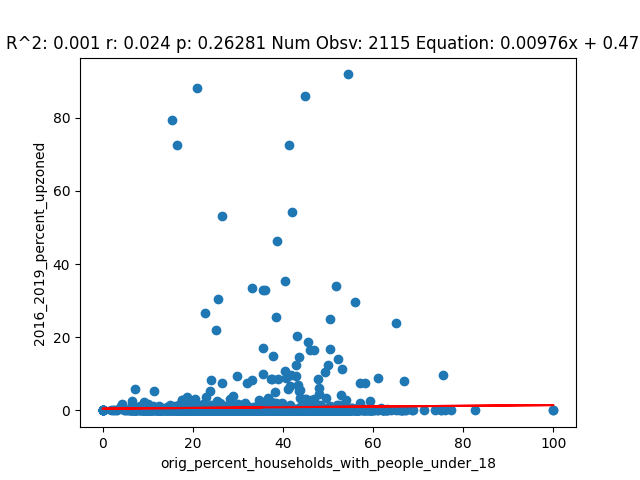 R^2: 0.001 r: 0.024 p: 0.26281 Num Obsv: 2115 Equation: 0.00976x + 0.47
80
60
40
20
0
2016_2019_percent_upzoned
0 20 40 60 80 100
orig_percent_households_with_people_under_18